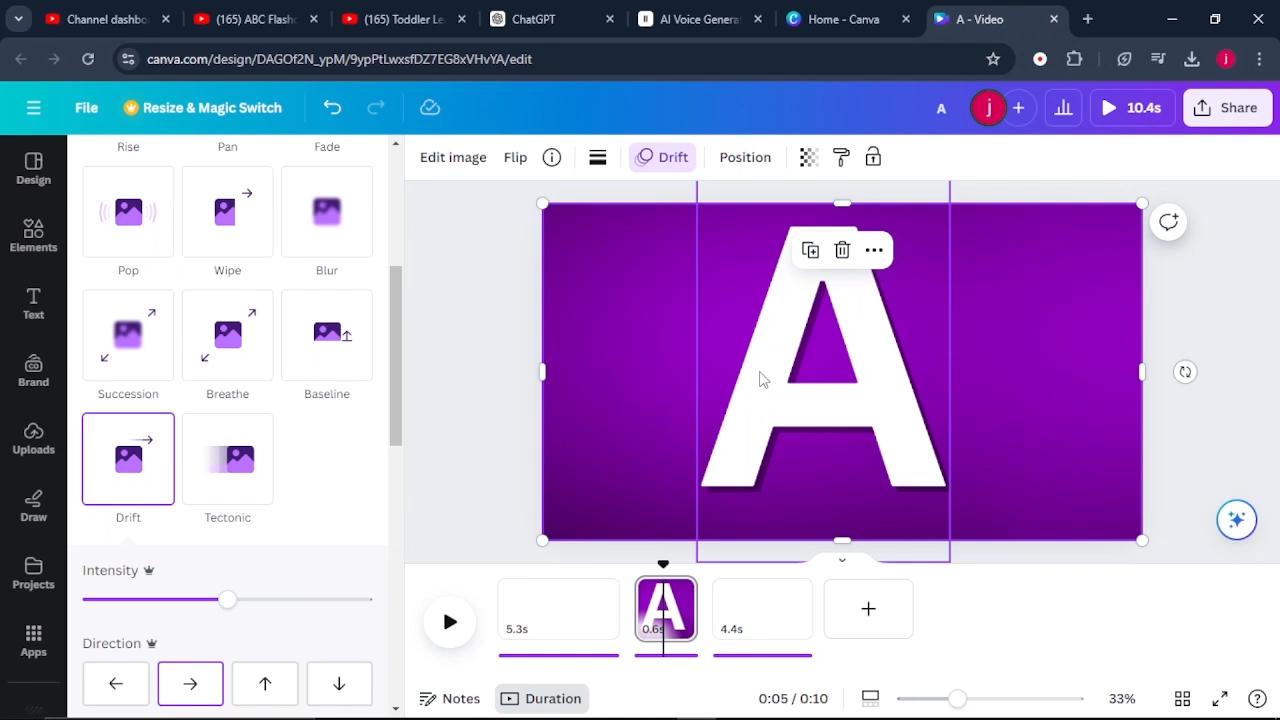 Channel dashbo
(165) ABC Flash
(165) Toddler Le
ChatGPT
AI Voice Genera
Home - Canva
A - Video
canva.com/design/DAGOf2N_ypM/9ypPtLwxsfDZ7EG8xVHvYA/edit
j
File
Resize & Magic Switch
A
j
10.4s
Share
Design
Elements
Text
Brand
Uploads
Draw
Projects
Apps
Rise
Pan
Fade
Pop
Wipe
Blur
Succession
Breathe
Baseline
Drift
Tectonic
Intensity
Direction
Edit image
Flip
Drift
Position
A
5.3s
A
0.6s
4.4s
Notes
Duration
0:05 / 0:10
33%